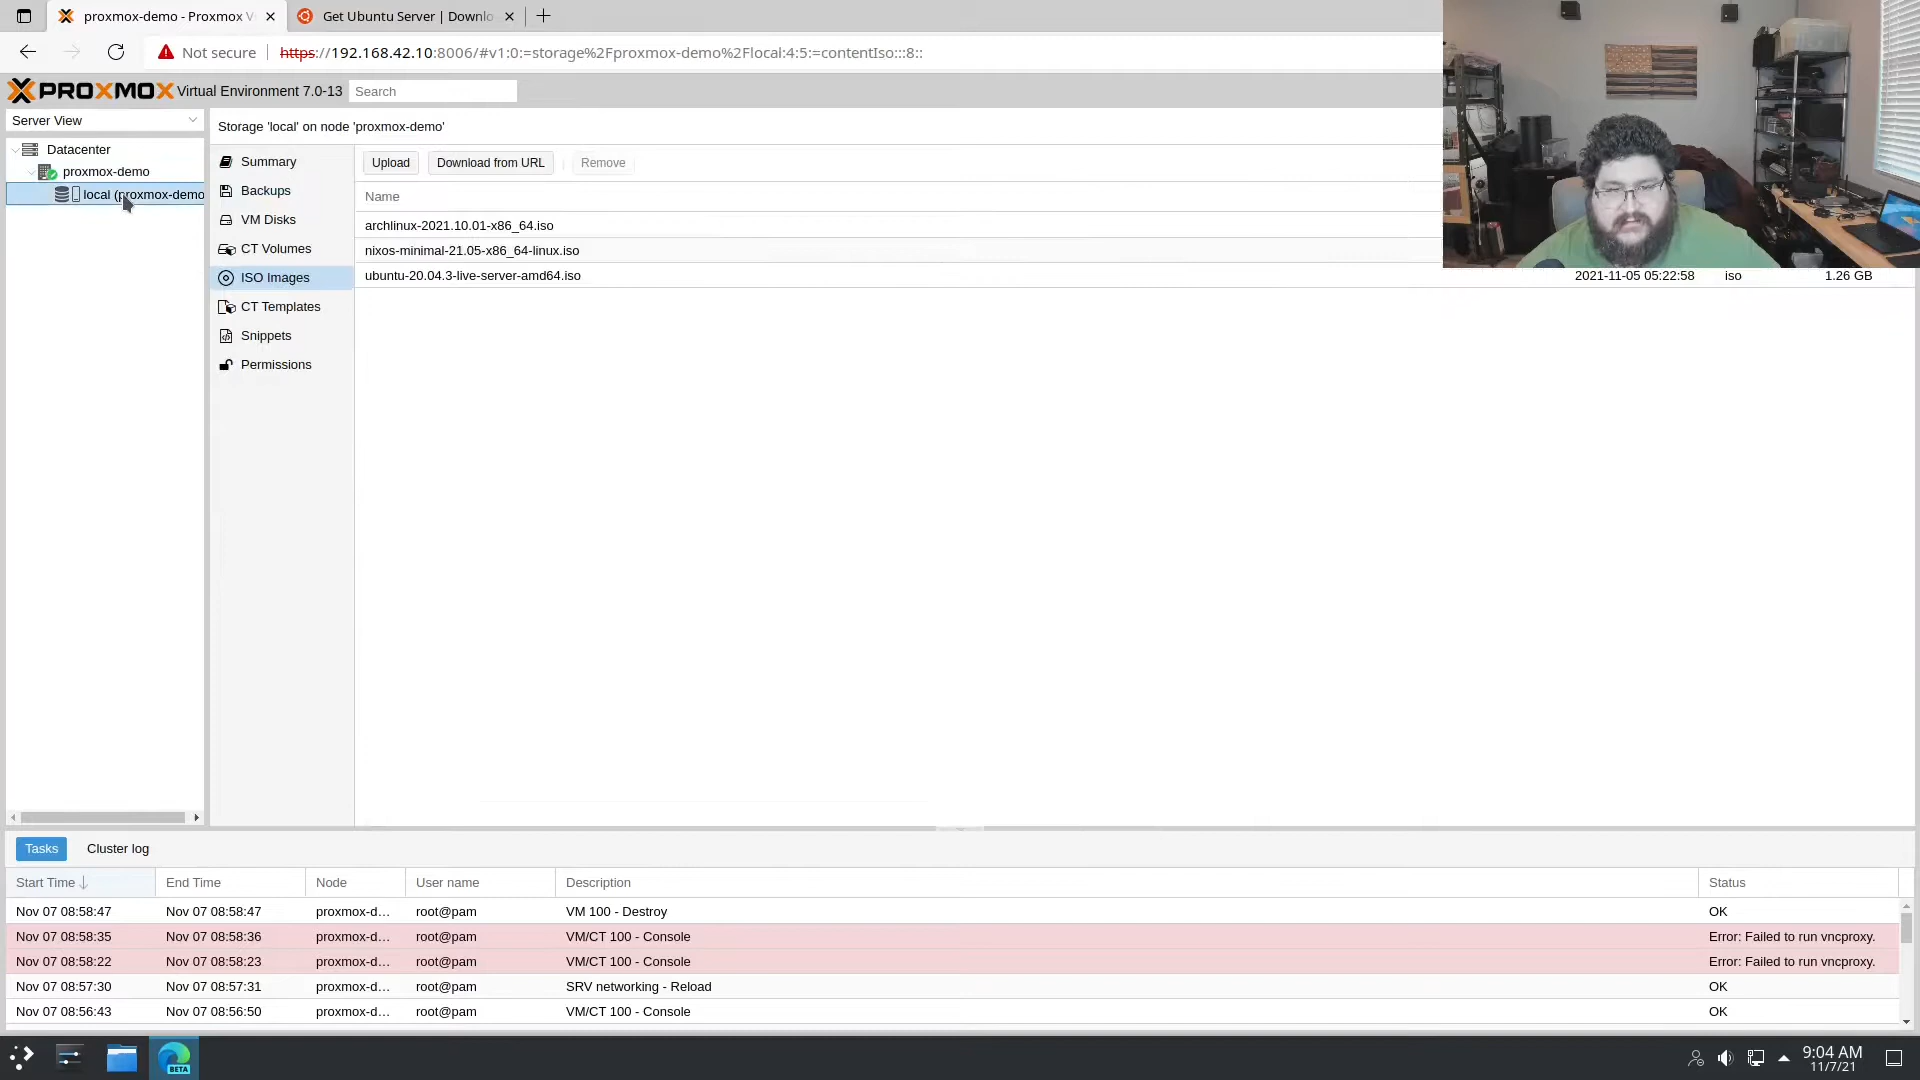 proxmox-demo - Proxmox V
Get Ubuntu Server | Downlo
Not secure
https://192.168.42.10:8006/#v1:0:=storage%2Fproxmox-demo%2Flocal:4:5:=contentIso:::8::
PROXMOX Virtual Environment 7.0-13 Search
Server View
Datacenter
proxmox-demo
local (proxmox-demo
Storage 'local' on node 'proxmox-demo'
Summary
Backups
VM Disks
CT Volumes
ISO Images
CT Templates
Snippets
Permissions
Upload Download from URL Remove
Name
archlinux-2021.10.01-x86_64.iso
nixos-minimal-21.05-x86_64-linux.iso
ubuntu-20.04.3-live-server-amd64.iso 2021-11-05 05:22:58 iso 1.26 GB
Tasks Cluster log
Start Time End Time Node User name Description Status
Nov 07 08:58:47 Nov 07 08:58:47 proxmox-d... root@pam VM 100 - Destroy OK
Nov 07 08:58:35 Nov 07 08:58:36 proxmox-d... root@pam VM/CT 100 - Console Error: Failed to run vncproxy.
Nov 07 08:58:22 Nov 07 08:58:23 proxmox-d... root@pam VM/CT 100 - Console Error: Failed to run vncproxy.
Nov 07 08:57:30 Nov 07 08:57:31 proxmox-d... root@pam SRV networking - Reload OK
Nov 07 08:56:43 Nov 07 08:56:50 proxmox-d... root@pam VM/CT 100 - Console OK
BETA
9:04 AM
11/7/21